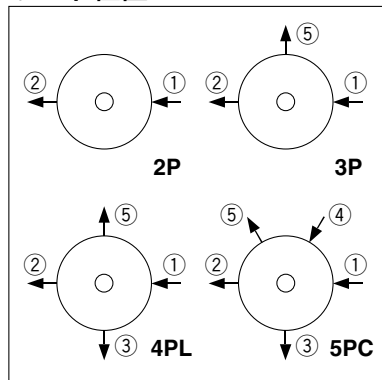 ② ①
2P
⑤
② ①
3P
⑤
② ①
③ 4PL
⑤ ④
② ①
③ 5PC